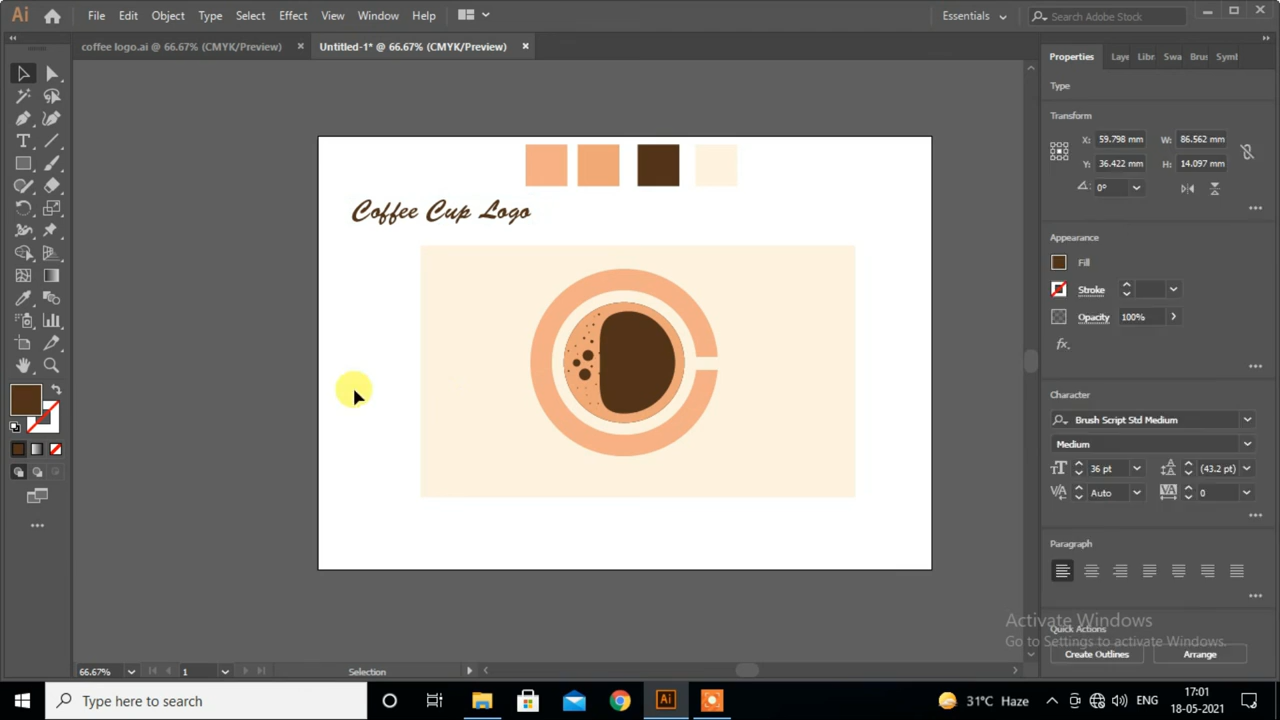 Ai File Edit Object Type Select Effect View Window Help Essentials Search Adobe Stock
coffee logo.ai @ 66.67% (CMYK/Preview) × Untitled-1* @ 66.67% (CMYK/Preview) ×
Properties Laye Libr Swa Brus Symb
Type
Transform
X: 59.798 mm W: 86.562 mm
Y: 36.422 mm H: 14.097 mm
0°
Coffee Cup Logo
Appearance
Fill
Stroke
Opacity 100%
fx
Character
Brush Script Std Medium
Medium
36 pt (43.2 pt)
Auto 0
Paragraph
Activate Windows
Quick Actions
Go to Settings to activate Windows.
Create Outlines Arrange
66.67% 1 Selection
Type here to search Ai 31°C Haze ENG 17:01
18-05-2021